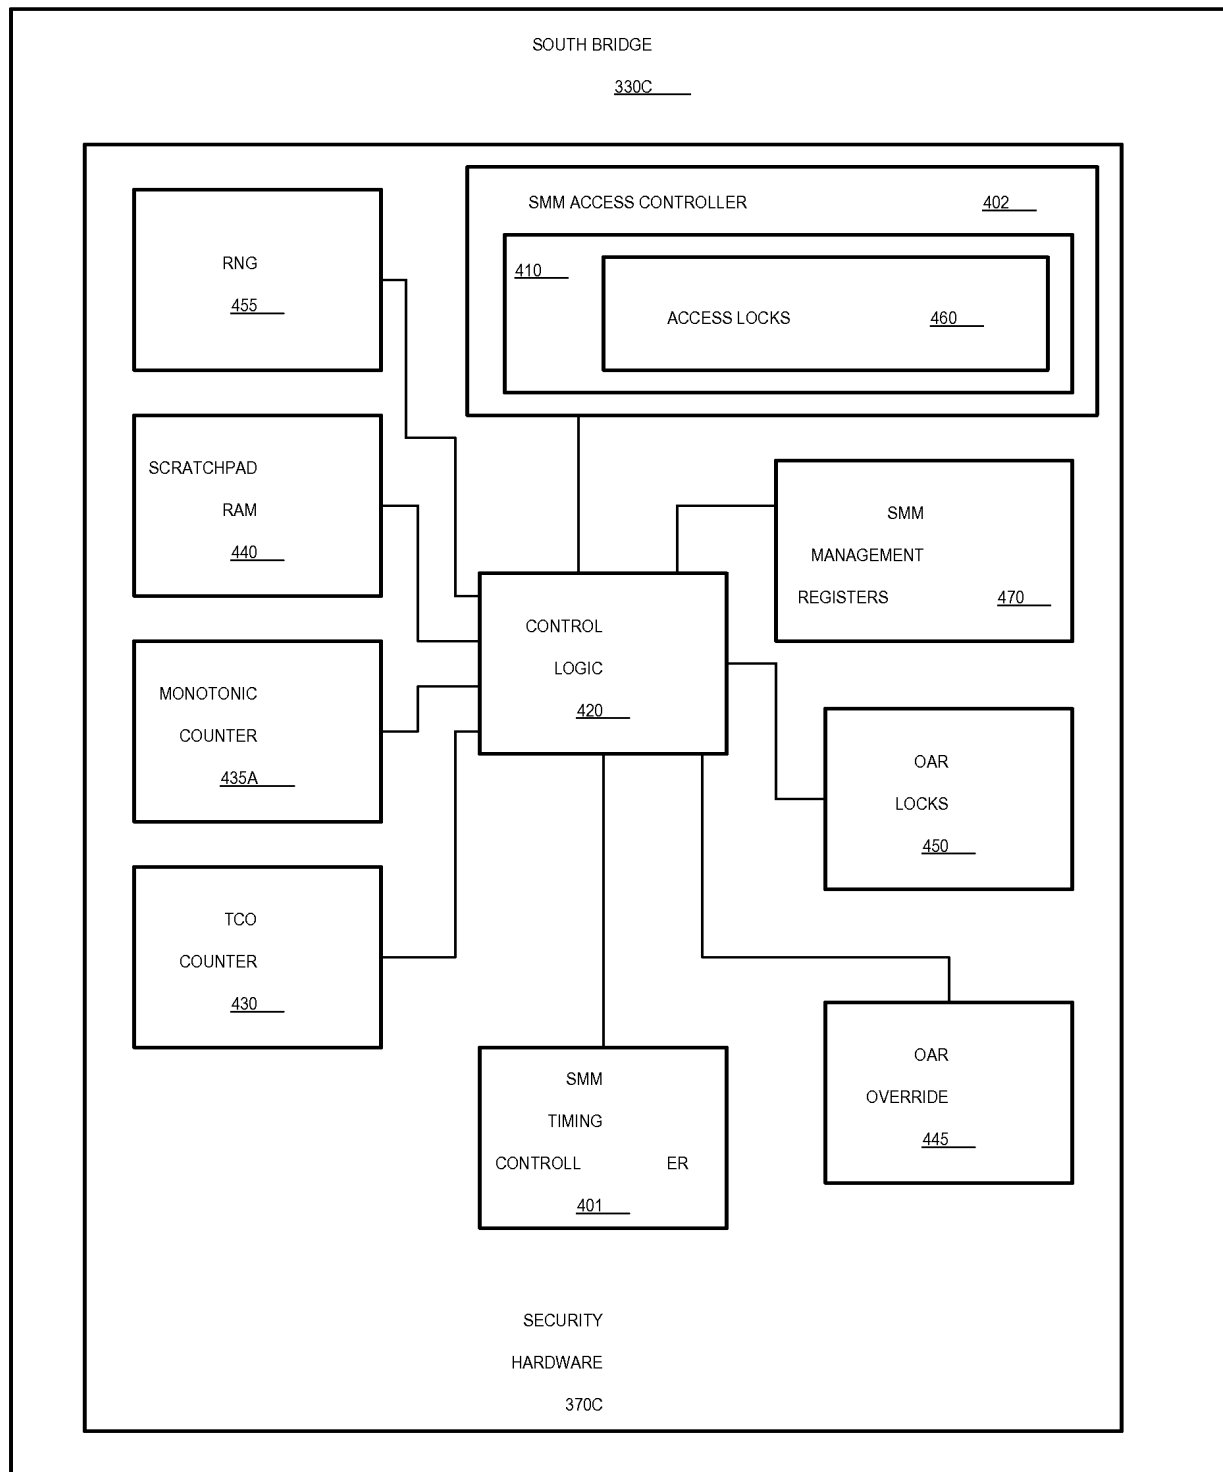 SOUTH BRIDGE
330C
SMM ACCESS CONTROLLER 402
410
ACCESS LOCKS 460
RNG
455
SCRATCHPAD
RAM
440
SMM
MANAGEMENT
REGISTERS 470
CONTROL
LOGIC
420
MONOTONIC
COUNTER
435A
OAR
LOCKS
450
TCO
COUNTER
430
OAR
OVERRIDE
445
SMM
TIMING
CONTROLL ER
401
SECURITY
HARDWARE
370C